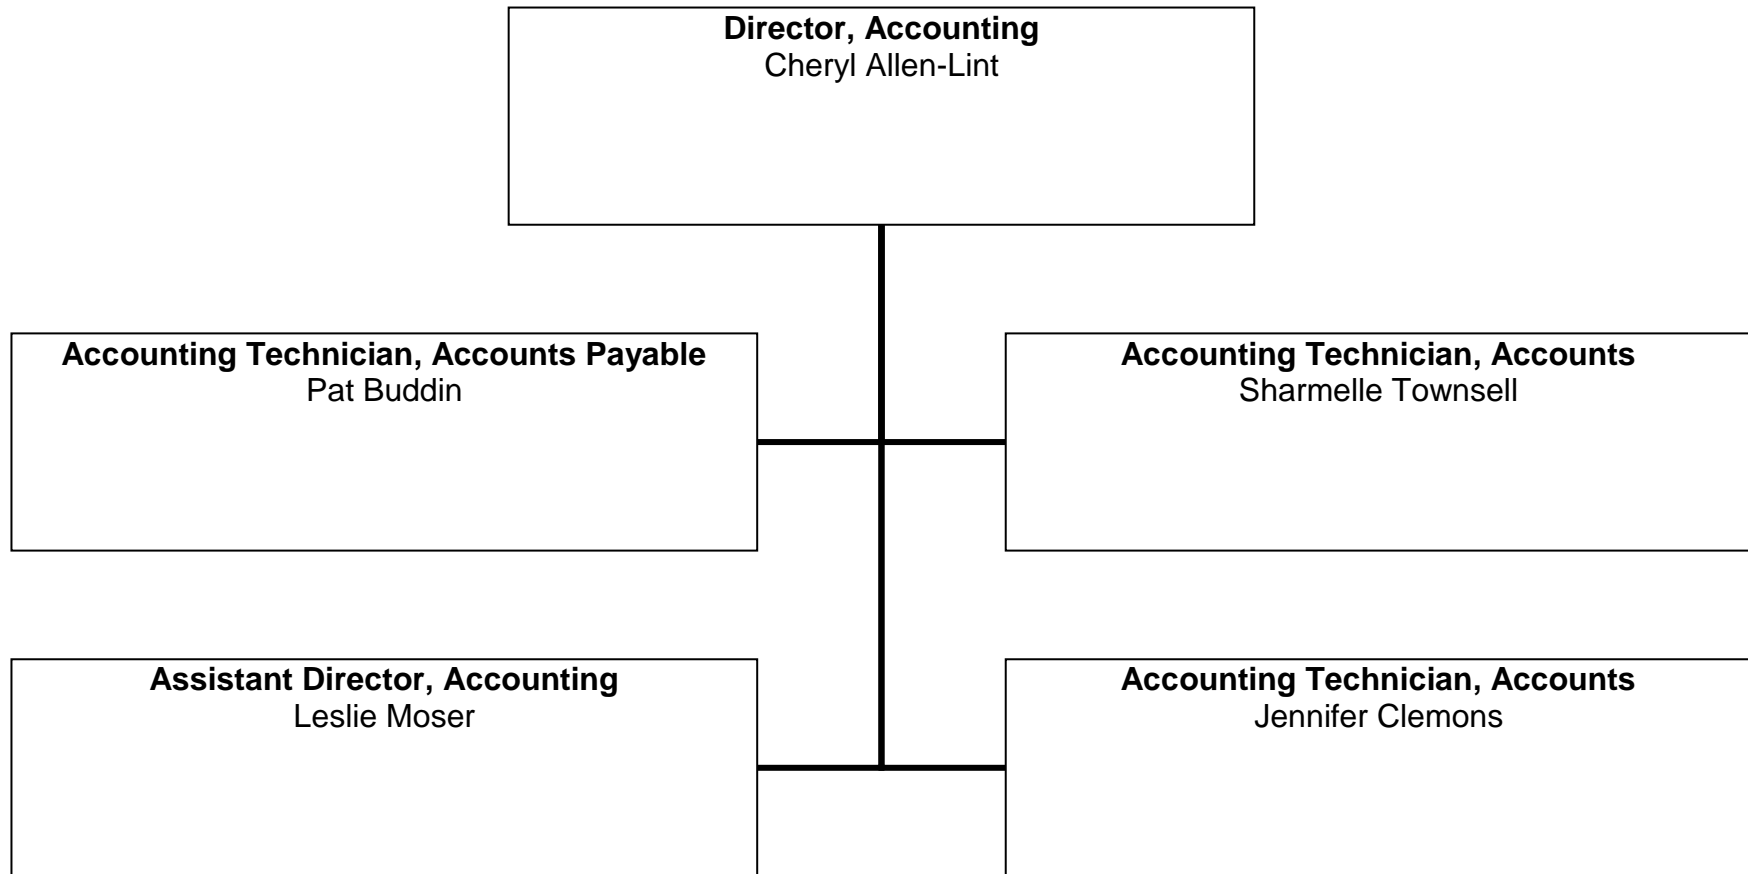 Director, Accounting
Cheryl Allen-Lint
Accounting Technician, Accounts Payable
Pat Buddin
Accounting Technician, Accounts
Sharmelle Townsell
Assistant Director, Accounting
Leslie Moser
Accounting Technician, Accounts
Jennifer Clemons